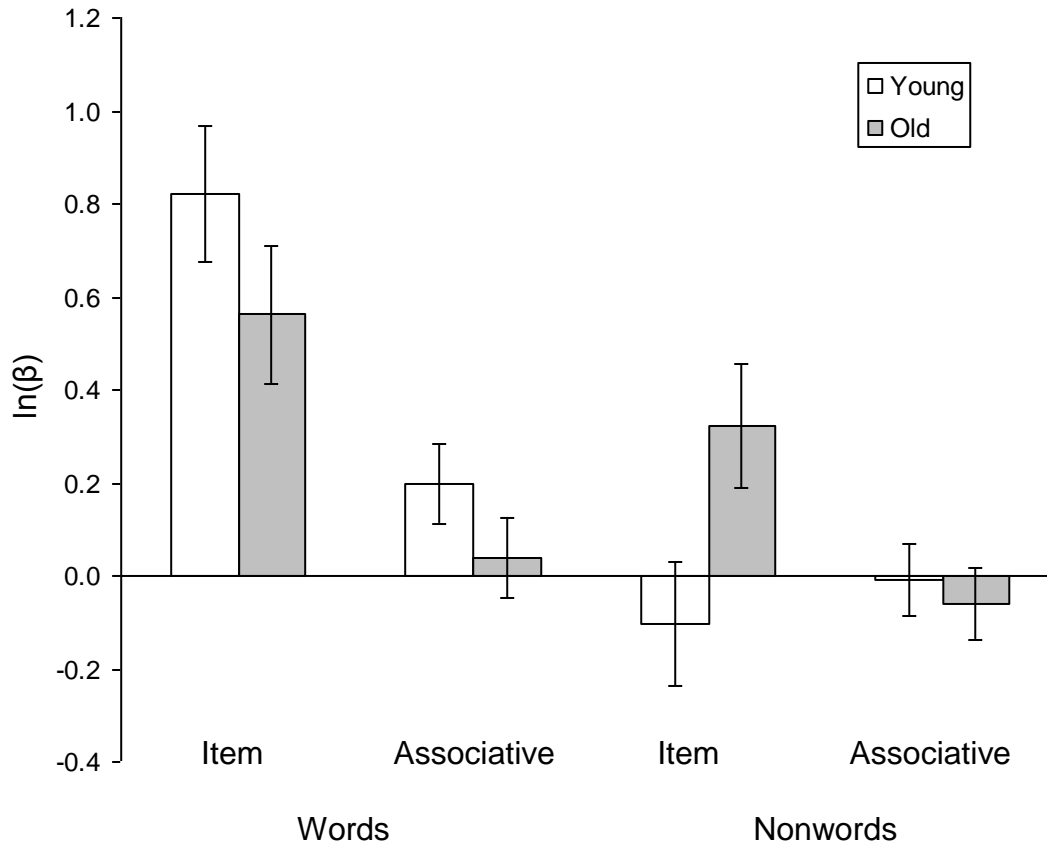 1.2
1.0
0.8
0.6
0.4
0.2
0.0
-0.2
-0.4
ln(β)
Young
Old
Item Associative Item Associative
Words Nonwords